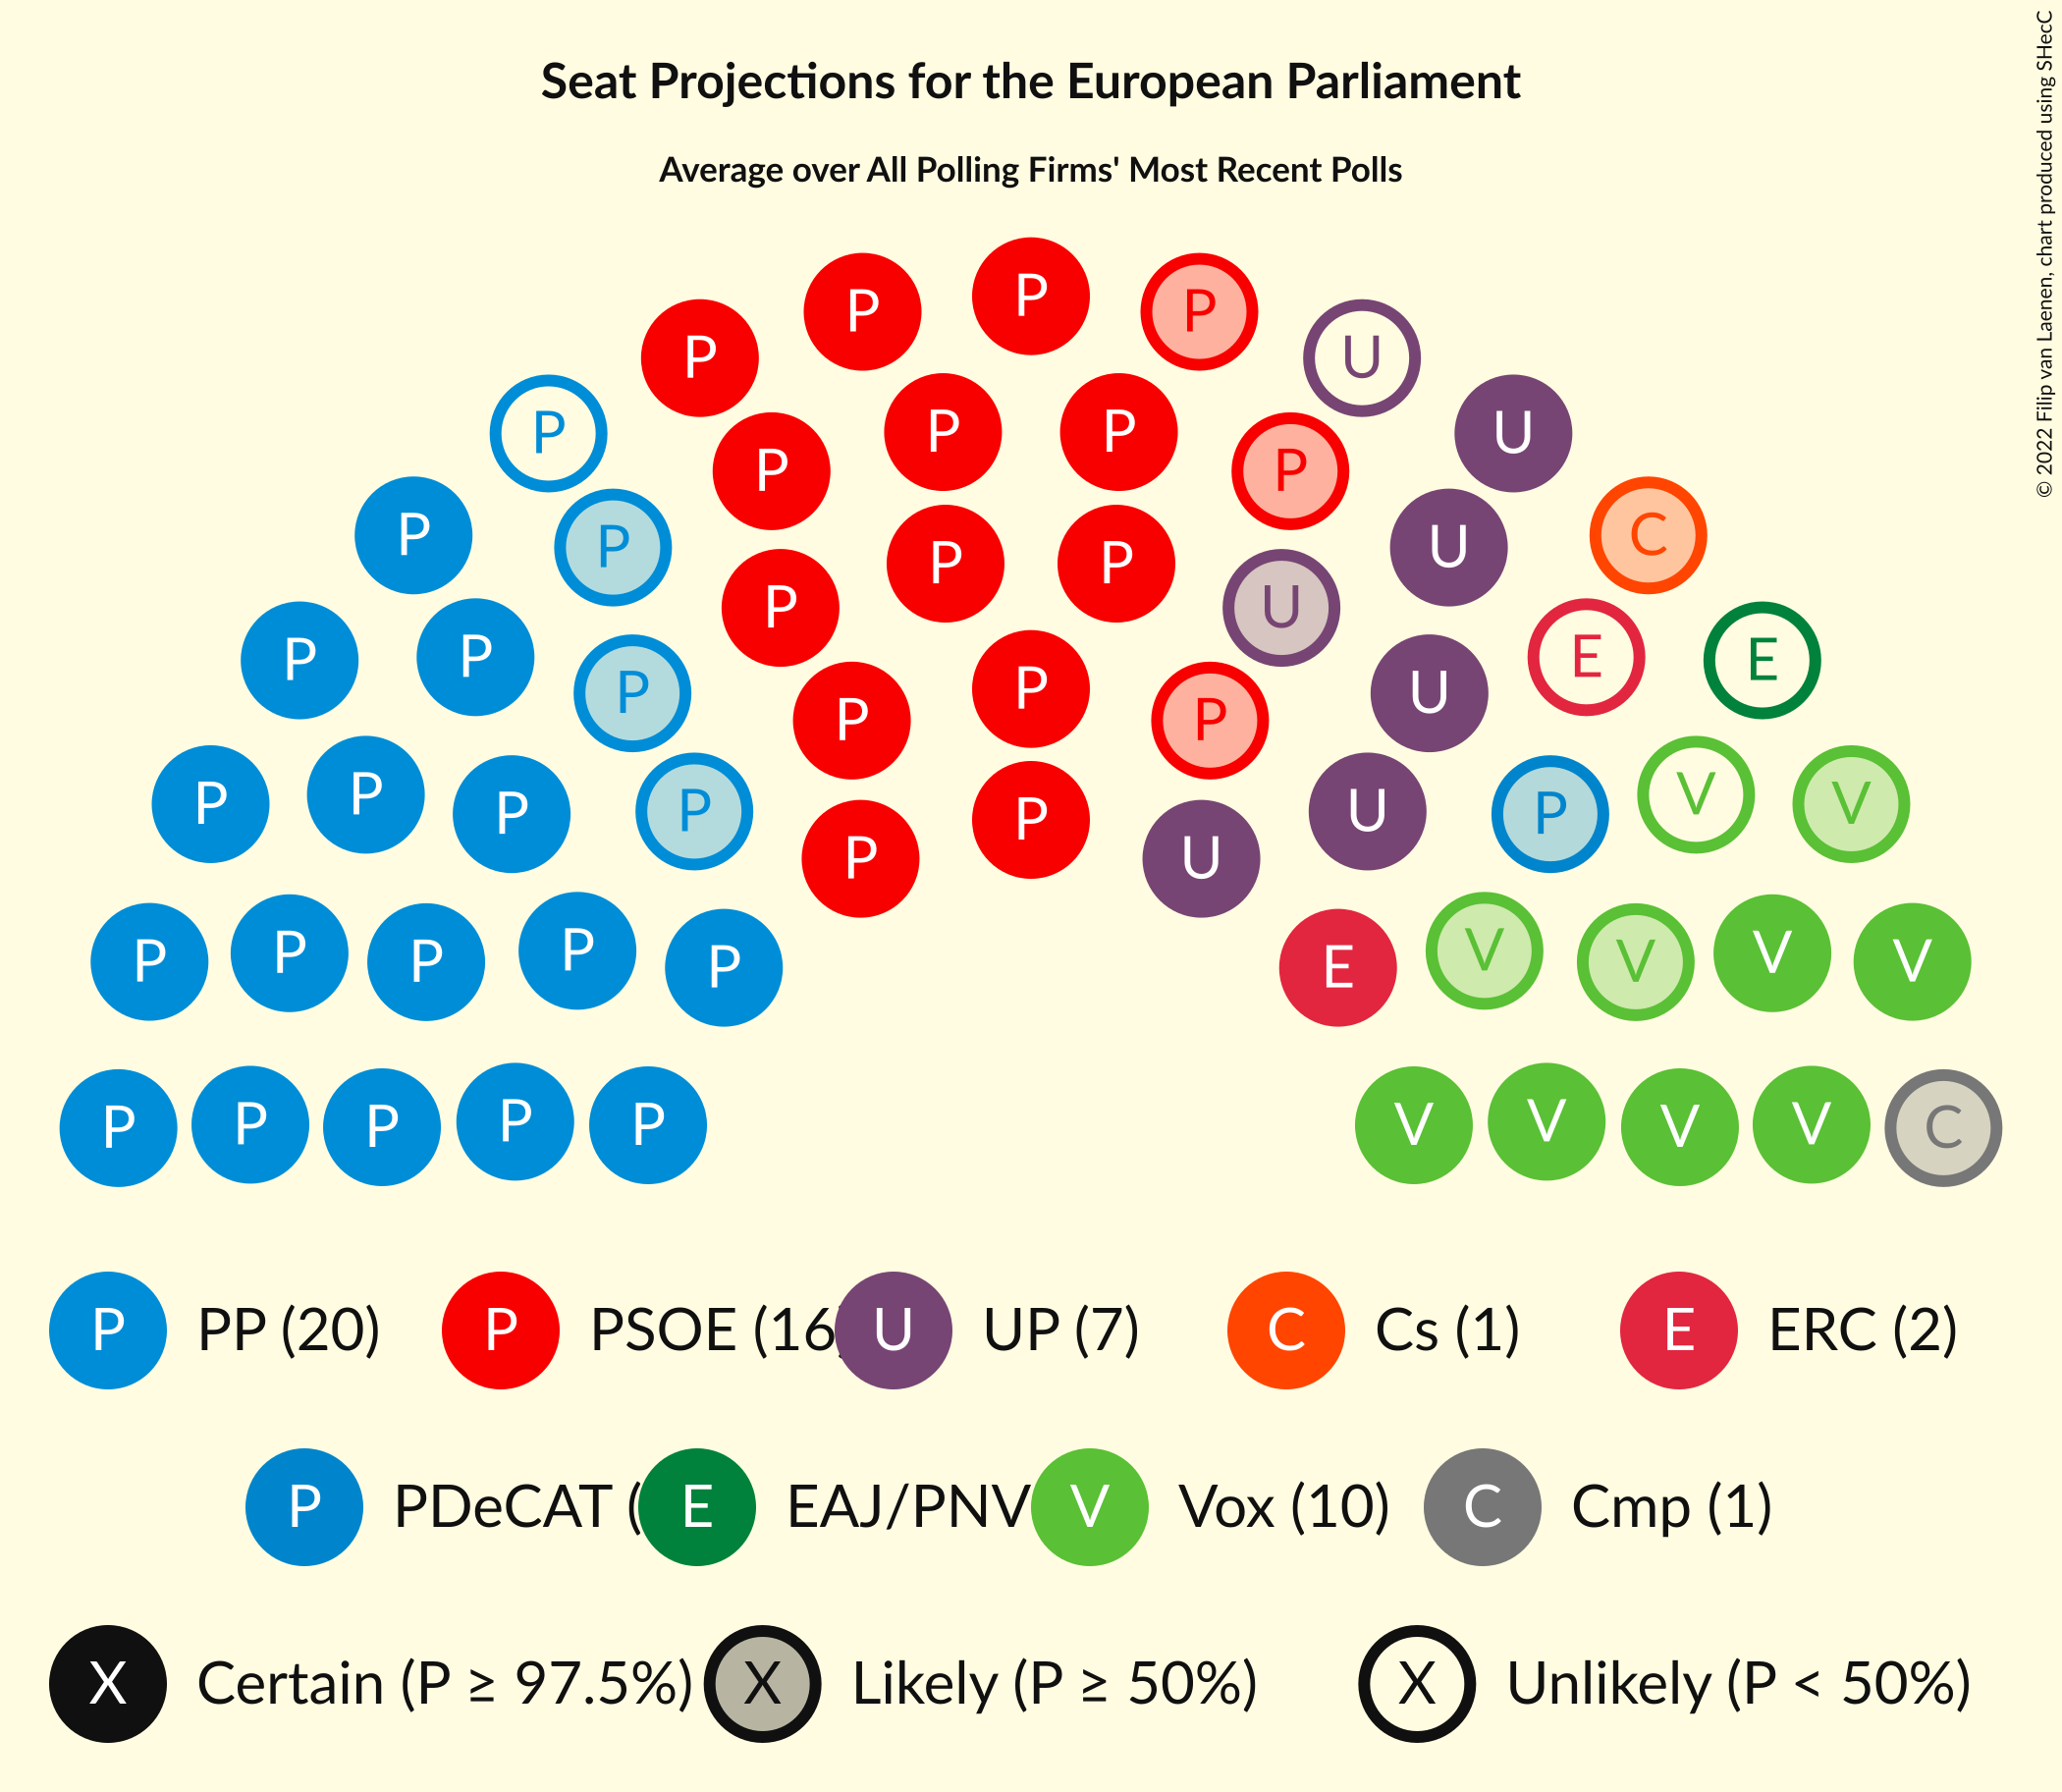 Seat Projections for the European Parliament
Average over All Polling Firms' Most Recent Polls
© 2022 Filip van Laenen, chart produced using SHecC
P P P P U
P P U
P P P P P C
P P U
P P P U E E
P P P U
P P P P
P P P P U P V V
P P U
P P P P P E V V V V
P P P P P V V V V C
P PP (20) P PSOE (16 U UP (7) C Cs (1) E ERC (2)
P PDeCAT ( E EAJ/PNV V Vox (10) C Cmp (1)
X Certain (P ≥ 97.5%) X Likely (P ≥ 50%) X Unlikely (P < 50%)